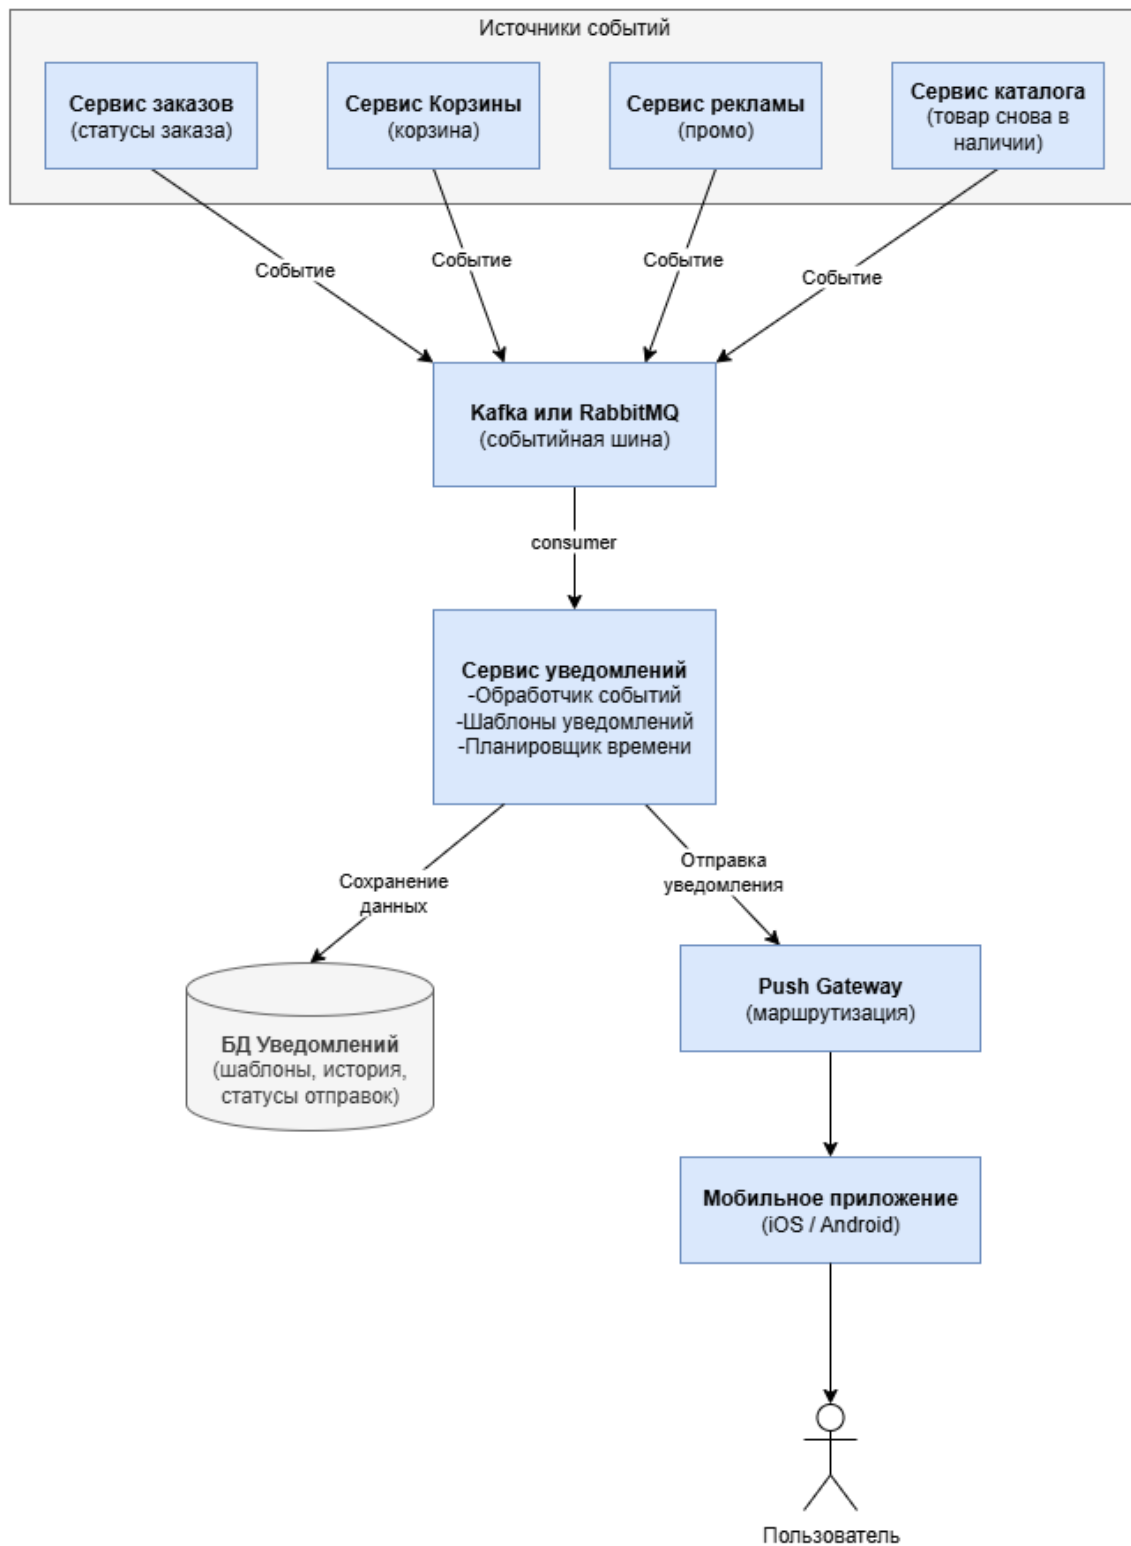 Источники событий
Сервис заказов
(статусы заказа)
Сервис Корзины
(корзина)
Сервис рекламы
(промо)
Сервис каталога
(товар снова в
наличии)
Событие
Событие
Событие
Событие
Kafka или RabbitMQ
(событийная шина)
consumer
Сервис уведомлений
-Обработчик событий
-Шаблоны уведомлений
-Планировщик времени
Сохранение
данных
Отправка
уведомления
БД Уведомлений
(шаблоны, история,
статусы отправок)
Push Gateway
(маршрутизация)
Мобильное приложение
(iOS / Android)
Пользователь